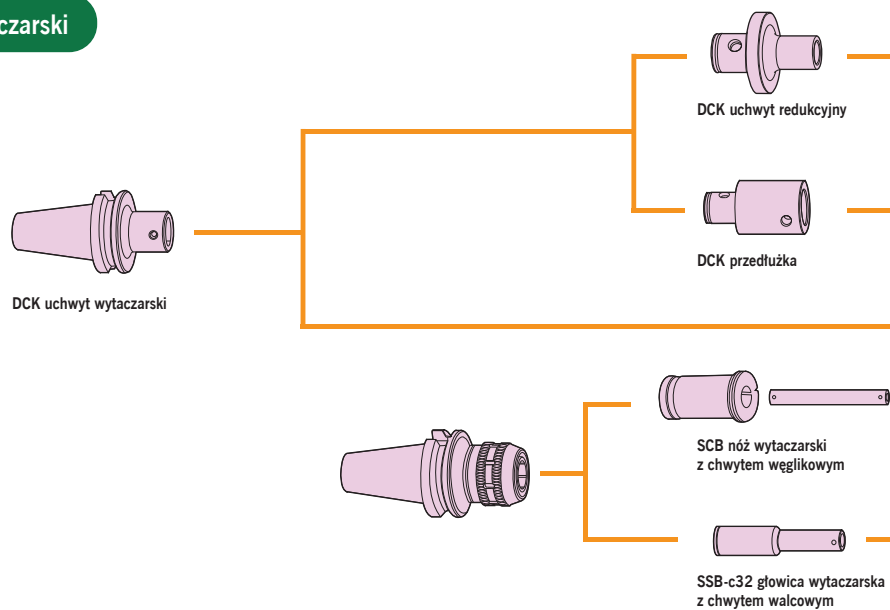 czarski
DCK uchwyt redukcyjny
DCK przedłużka
DCK uchwyt wytaczarski
SCB nóż wytaczarski
z chwytem węglikowym
SSB-c32 głowica wytaczarska
z chwytem walcowym